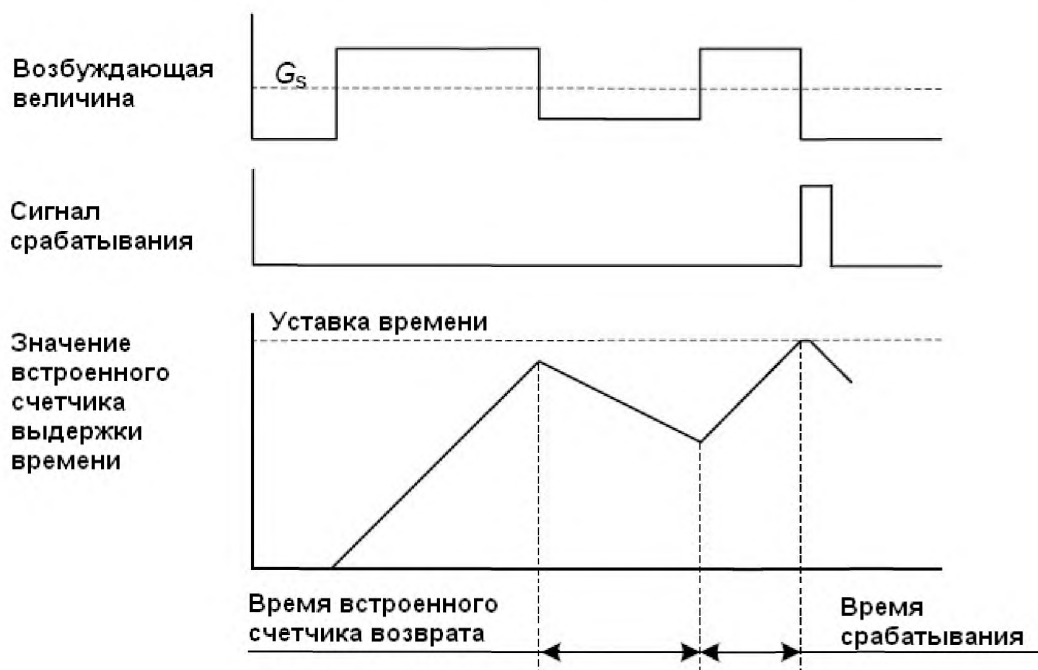 Возбуждающая
величина
Gs
Сигнал
срабатывания
Уставка времени
Значение
встроенного
счетчика
выдержки
времени
Время встроенного
счетчика возврата
Время
срабатывания